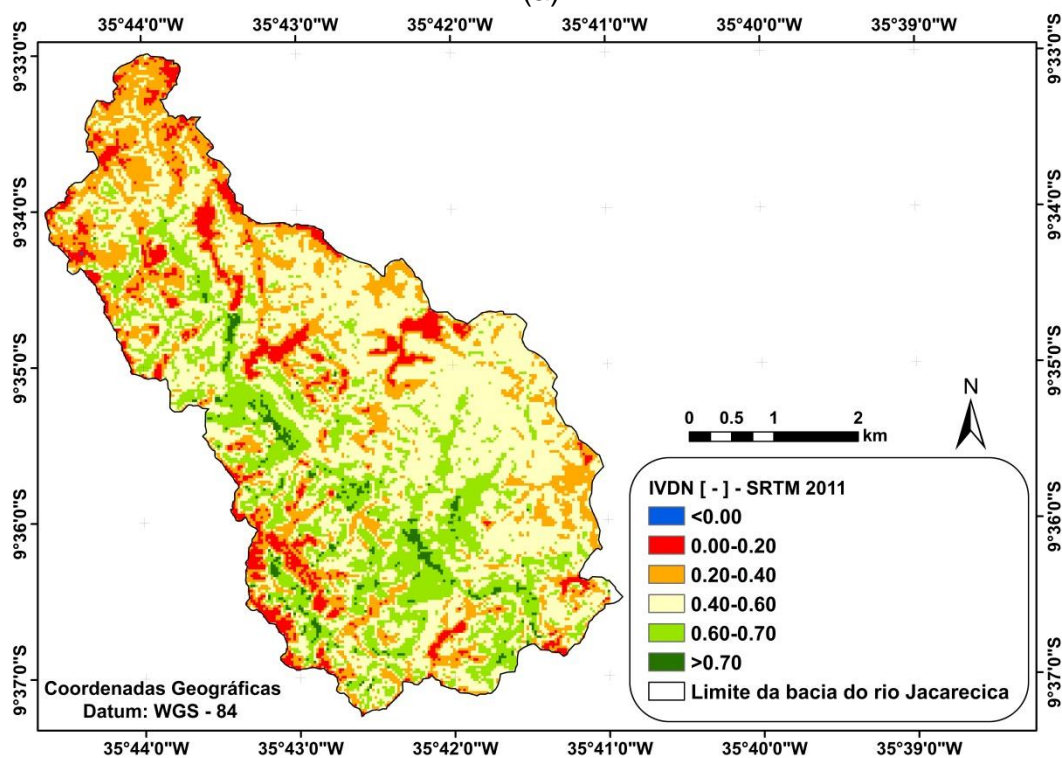 (a)
35°44'0"W 35°43'0"W 35°42'0"W 35°41'0"W 35°40'0"W 35°39'0"W
9°33'0"S 9°33'0"S
9°34'0"S 9°34'0"S
9°35'0"S 9°35'0"S
N
0 0.5 1 2
km
IVDN [ - ] - SRTM 2011
<0.00
9°36'0"S 9°36'0"S
0.00-0.20
0.20-0.40
0.40-0.60
0.60-0.70
>0.70
9°37'0"S 9°37'0"S
Limite da bacia do rio Jacarecica
Coordenadas Geográficas
Datum: WGS - 84
35°44'0"W 35°43'0"W 35°42'0"W 35°41'0"W 35°40'0"W 35°39'0"W